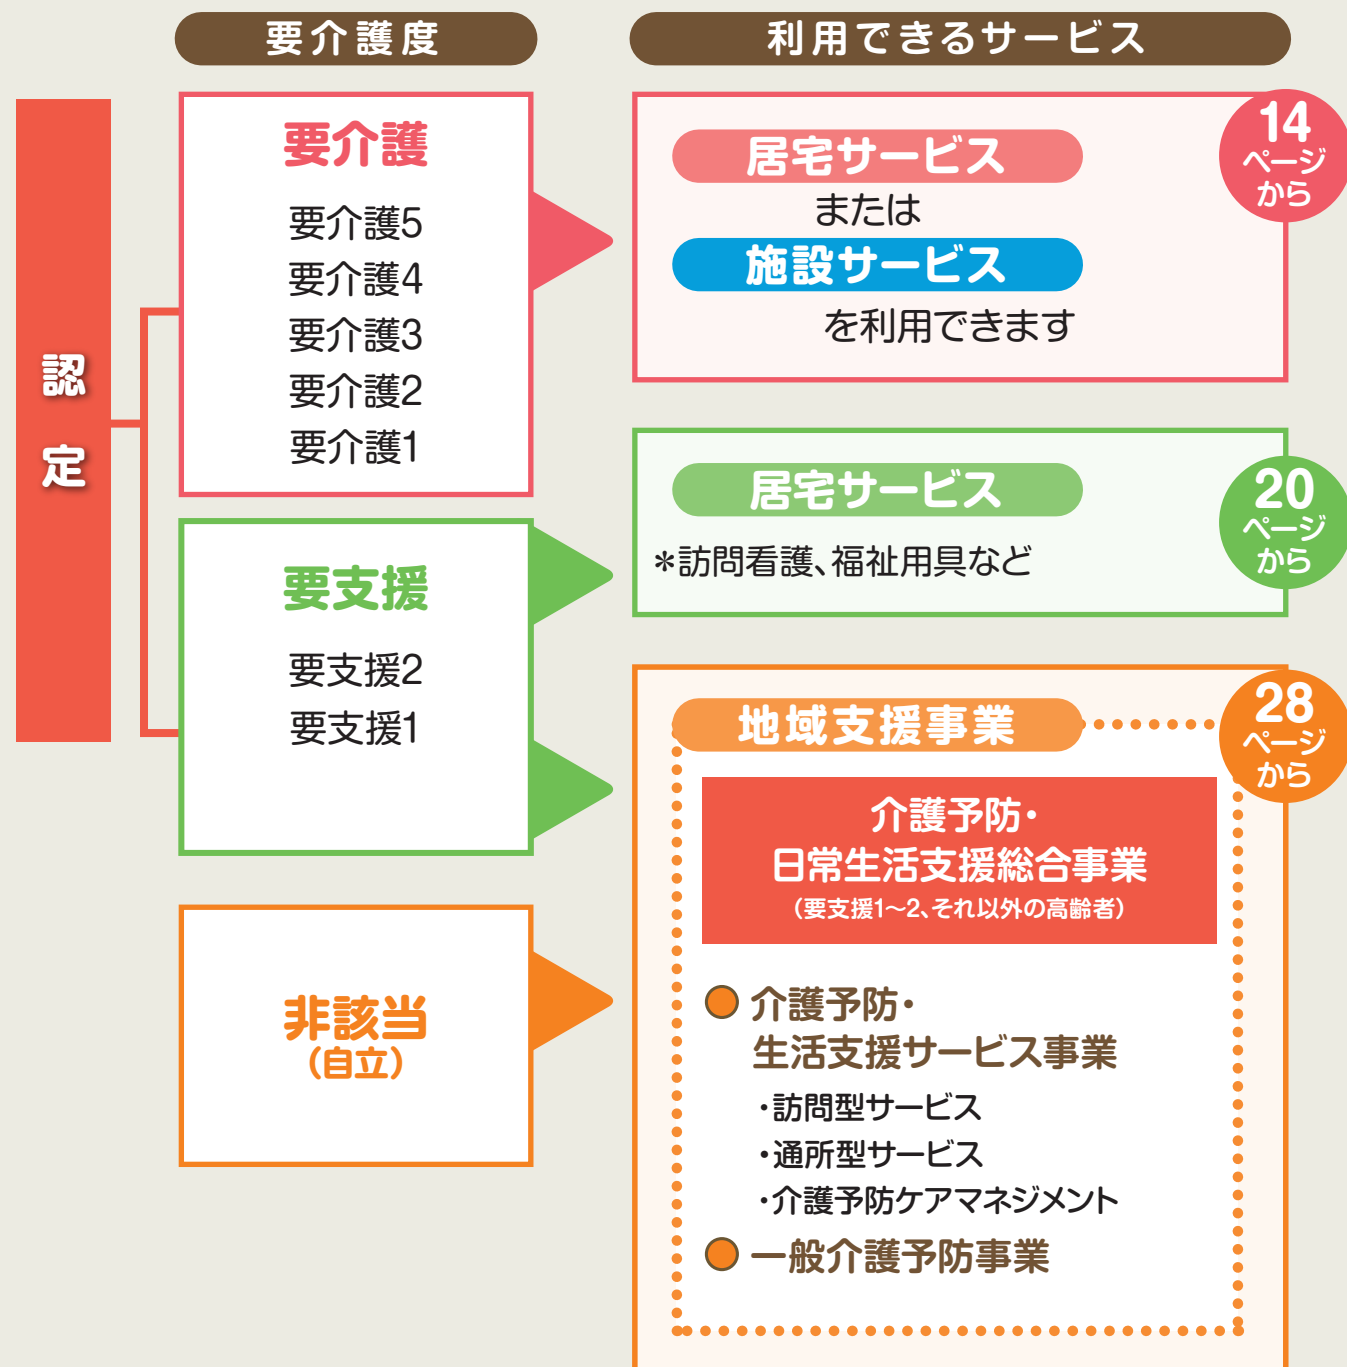 要介護度
利用できるサービス
認定
要介護
要介護5
要介護4
要介護3
要介護2
要介護1
居宅サービス
または
施設サービス
を利用できます
14
ページ
から
要支援
要支援2
要支援1
居宅サービス
*訪問看護、福祉用具など
20
ページ
から
非該当
(自立)
地域支援事業
28
ページ
から
介護予防・
日常生活支援総合事業
(要支援1~2、それ以外の高齢者)
介護予防・
生活支援サービス事業
・訪問型サービス
・通所型サービス
・介護予防ケアマネジメント
一般介護予防事業